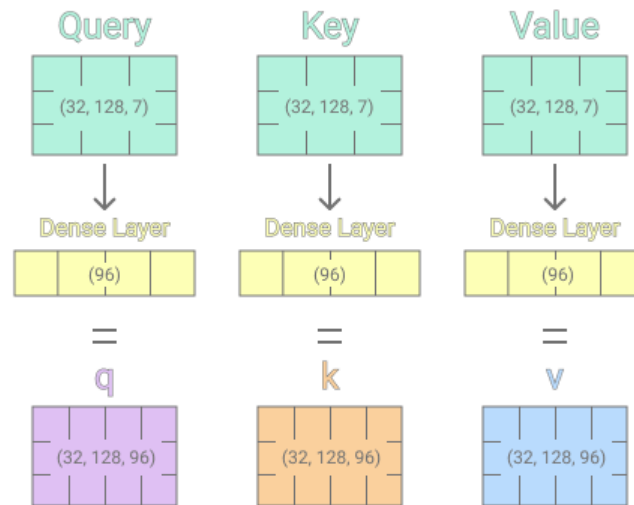 Query Key Value
(32, 128, 7) (32, 128, 7) (32, 128, 7)
Dense Layer Dense Layer Dense Layer
(96) (96) (96)
= = =
q k v
(32, 128, 96) (32, 128, 96) (32, 128, 96)